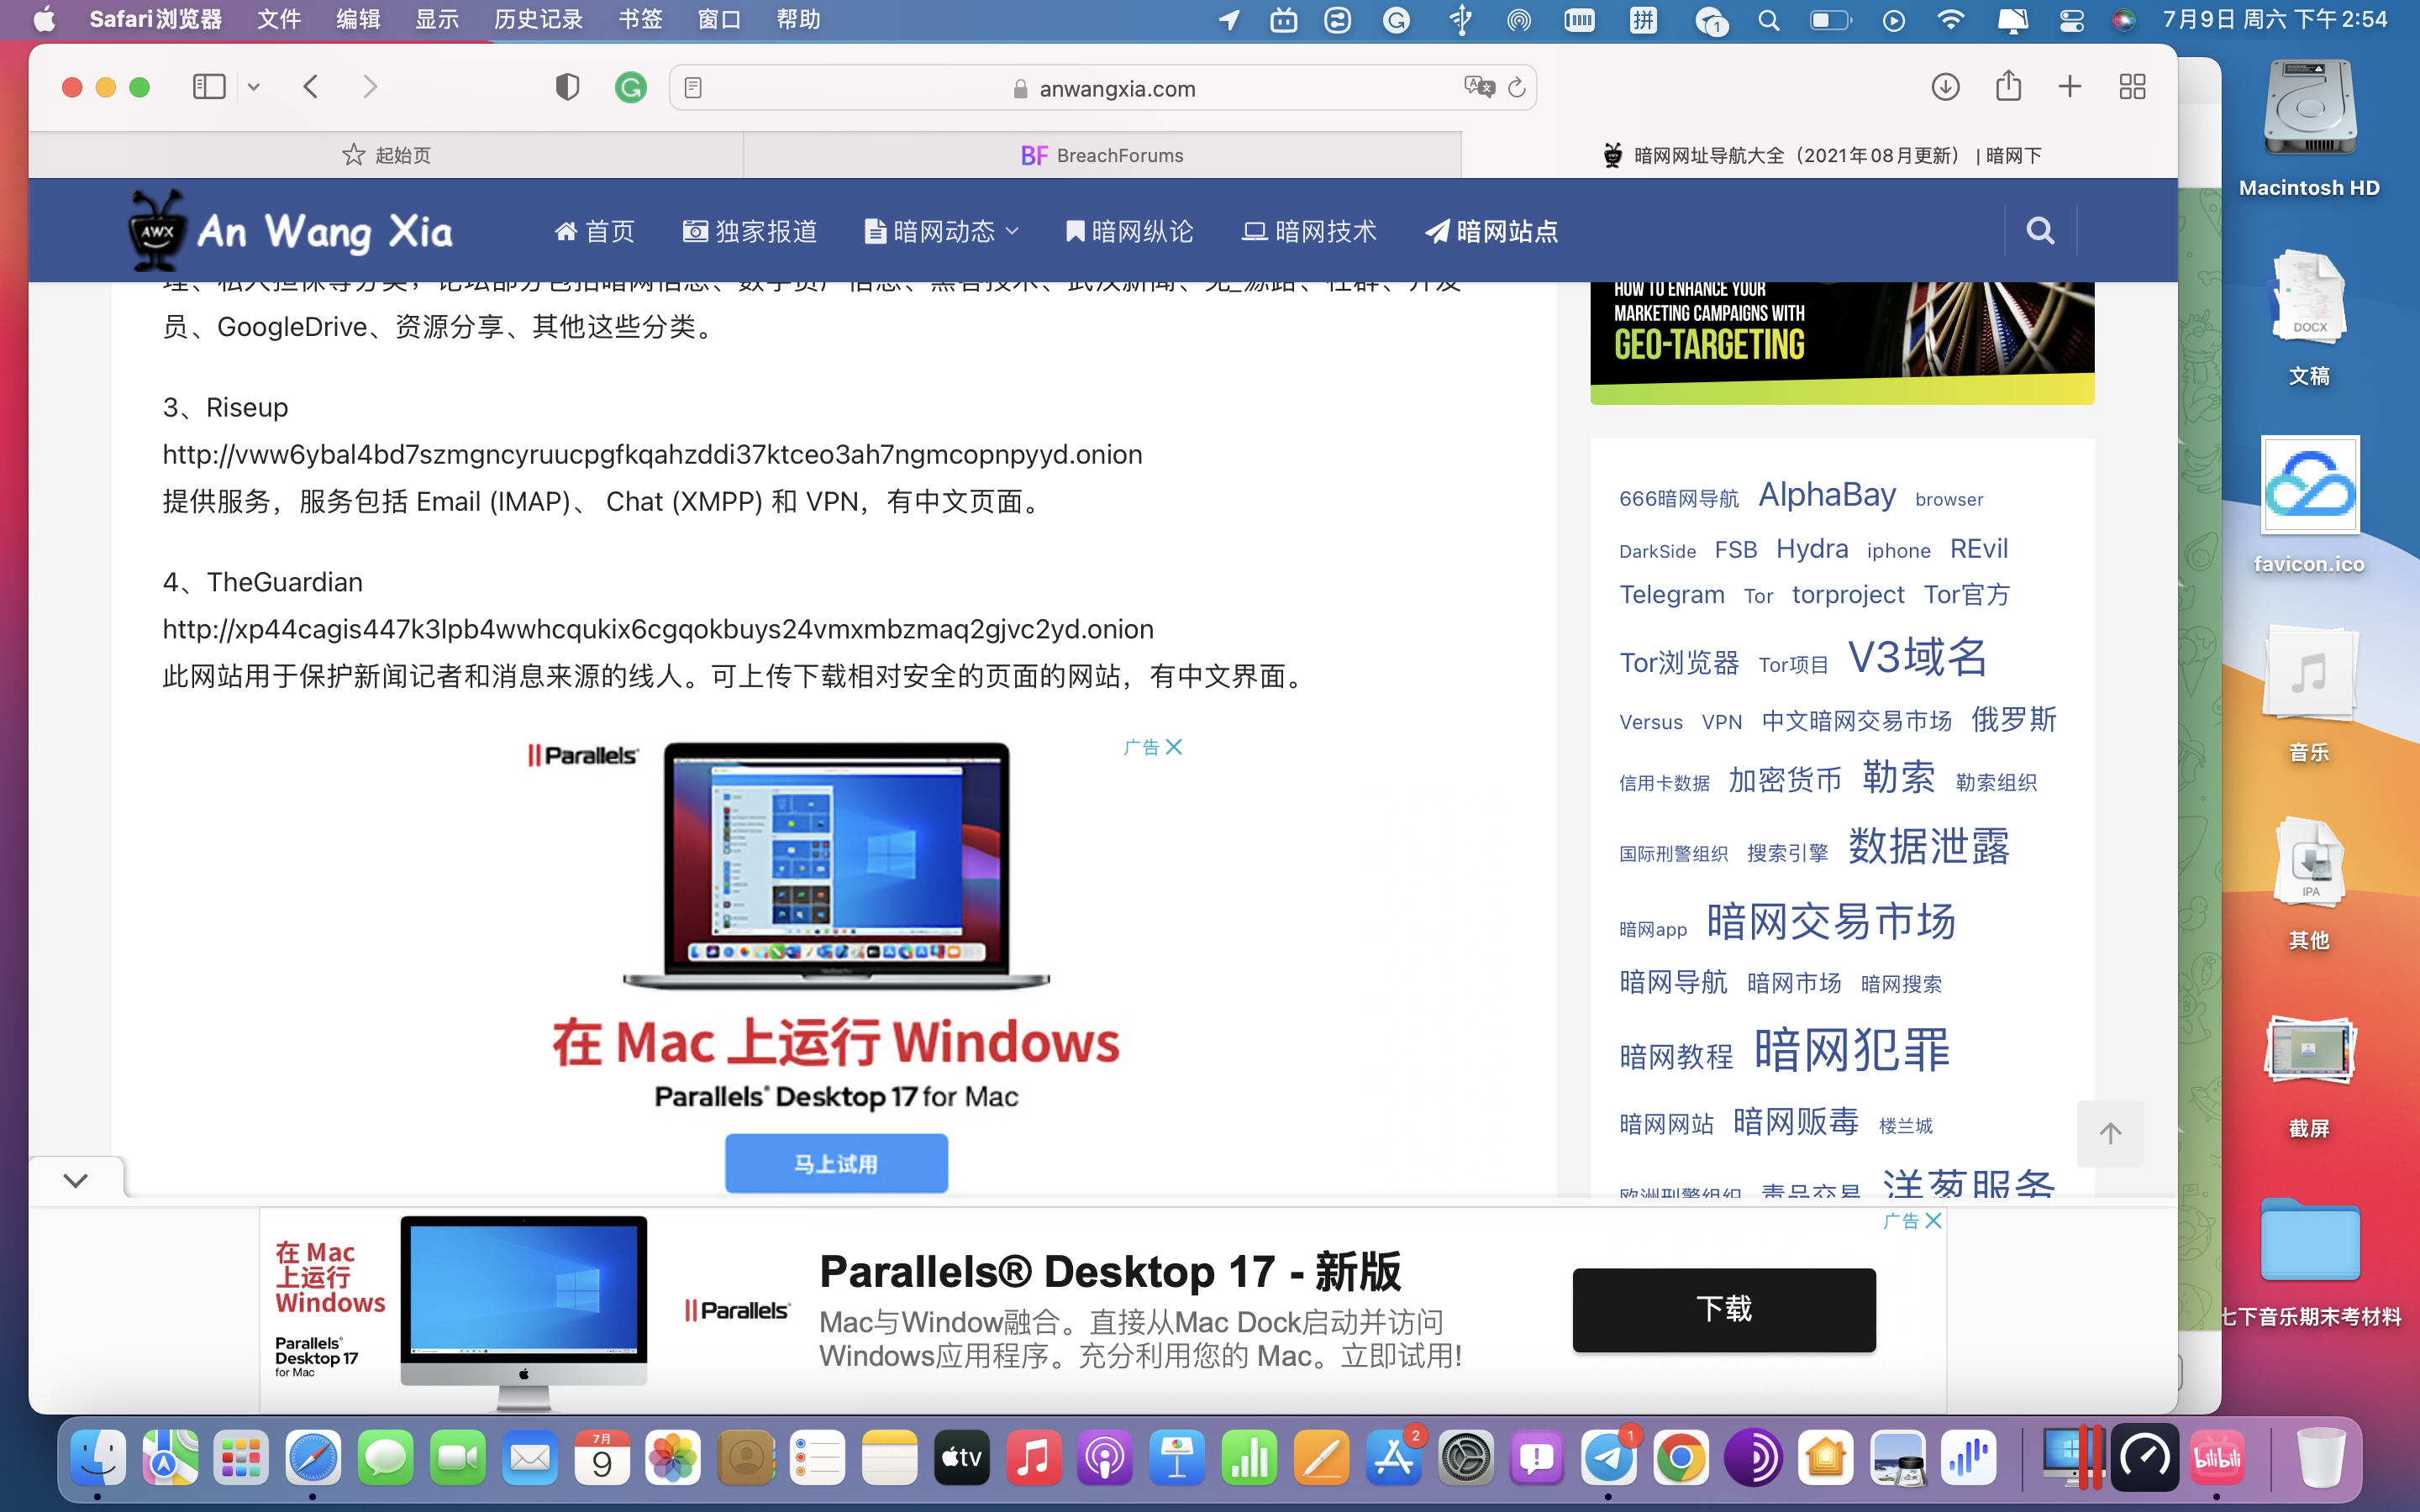 Safari浏览器 文件 编辑 显示 历史记录 书签 窗口 帮助
拼 1 7月9日 周六 下午 2:54
anwangxia.com
起始页
BF BreachForums
暗网网址导航大全（2021年08月更新） | 暗网下
AWX An Wang Xia
首页 独家报道 暗网动态 暗网纵论 暗网技术 暗网站点
员、GoogleDrive、资源分享、其他这些分类。
3、Riseup
http://vww6ybal4bd7szmgncyruucpgfkqahzddi37ktceo3ah7ngmcopnpyyd.onion
提供服务，服务包括 Email (IMAP)、 Chat (XMPP) 和 VPN，有中文页面。
4、TheGuardian
http://xp44cagis447k3lpb4wwhcqukix6cgqokbuys24vmxmbzmaq2gjvc2yd.onion
此网站用于保护新闻记者和消息来源的线人。可上传下载相对安全的页面的网站，有中文界面。
Parallels
广告
在 Mac 上运行 Windows
Parallels® Desktop 17 for Mac
马上试用
HOW TO ENHANCE YOUR
MARKETING CAMPAIGNS WITH
GEO-TARGETING
666暗网导航 AlphaBay browser
DarkSide FSB Hydra iphone REvil
Telegram Tor torproject Tor官方
Tor浏览器 Tor项目 V3域名
Versus VPN 中文暗网交易市场 俄罗斯
信用卡数据 加密货币 勒索 勒索组织
国际刑警组织 搜索引擎 数据泄露
暗网app 暗网交易市场
暗网导航 暗网市场 暗网搜索
暗网教程 暗网犯罪
暗网网站 暗网贩毒 楼兰城
欧洲刑警组织 毒品交易 洋葱服务
在 Mac
上运行
Windows
Parallels®
Desktop 17
for Mac
Parallels
Parallels® Desktop 17 - 新版
Mac与Window融合。直接从Mac Dock启动并访问
Windows应用程序。充分利用您的 Mac。立即试用!
下载
广告
Macintosh HD
DOCX
文稿
favicon.ico
音乐
IPA
其他
截屏
七下音乐期末考材料
7月
9
tv
2
1
bilibili